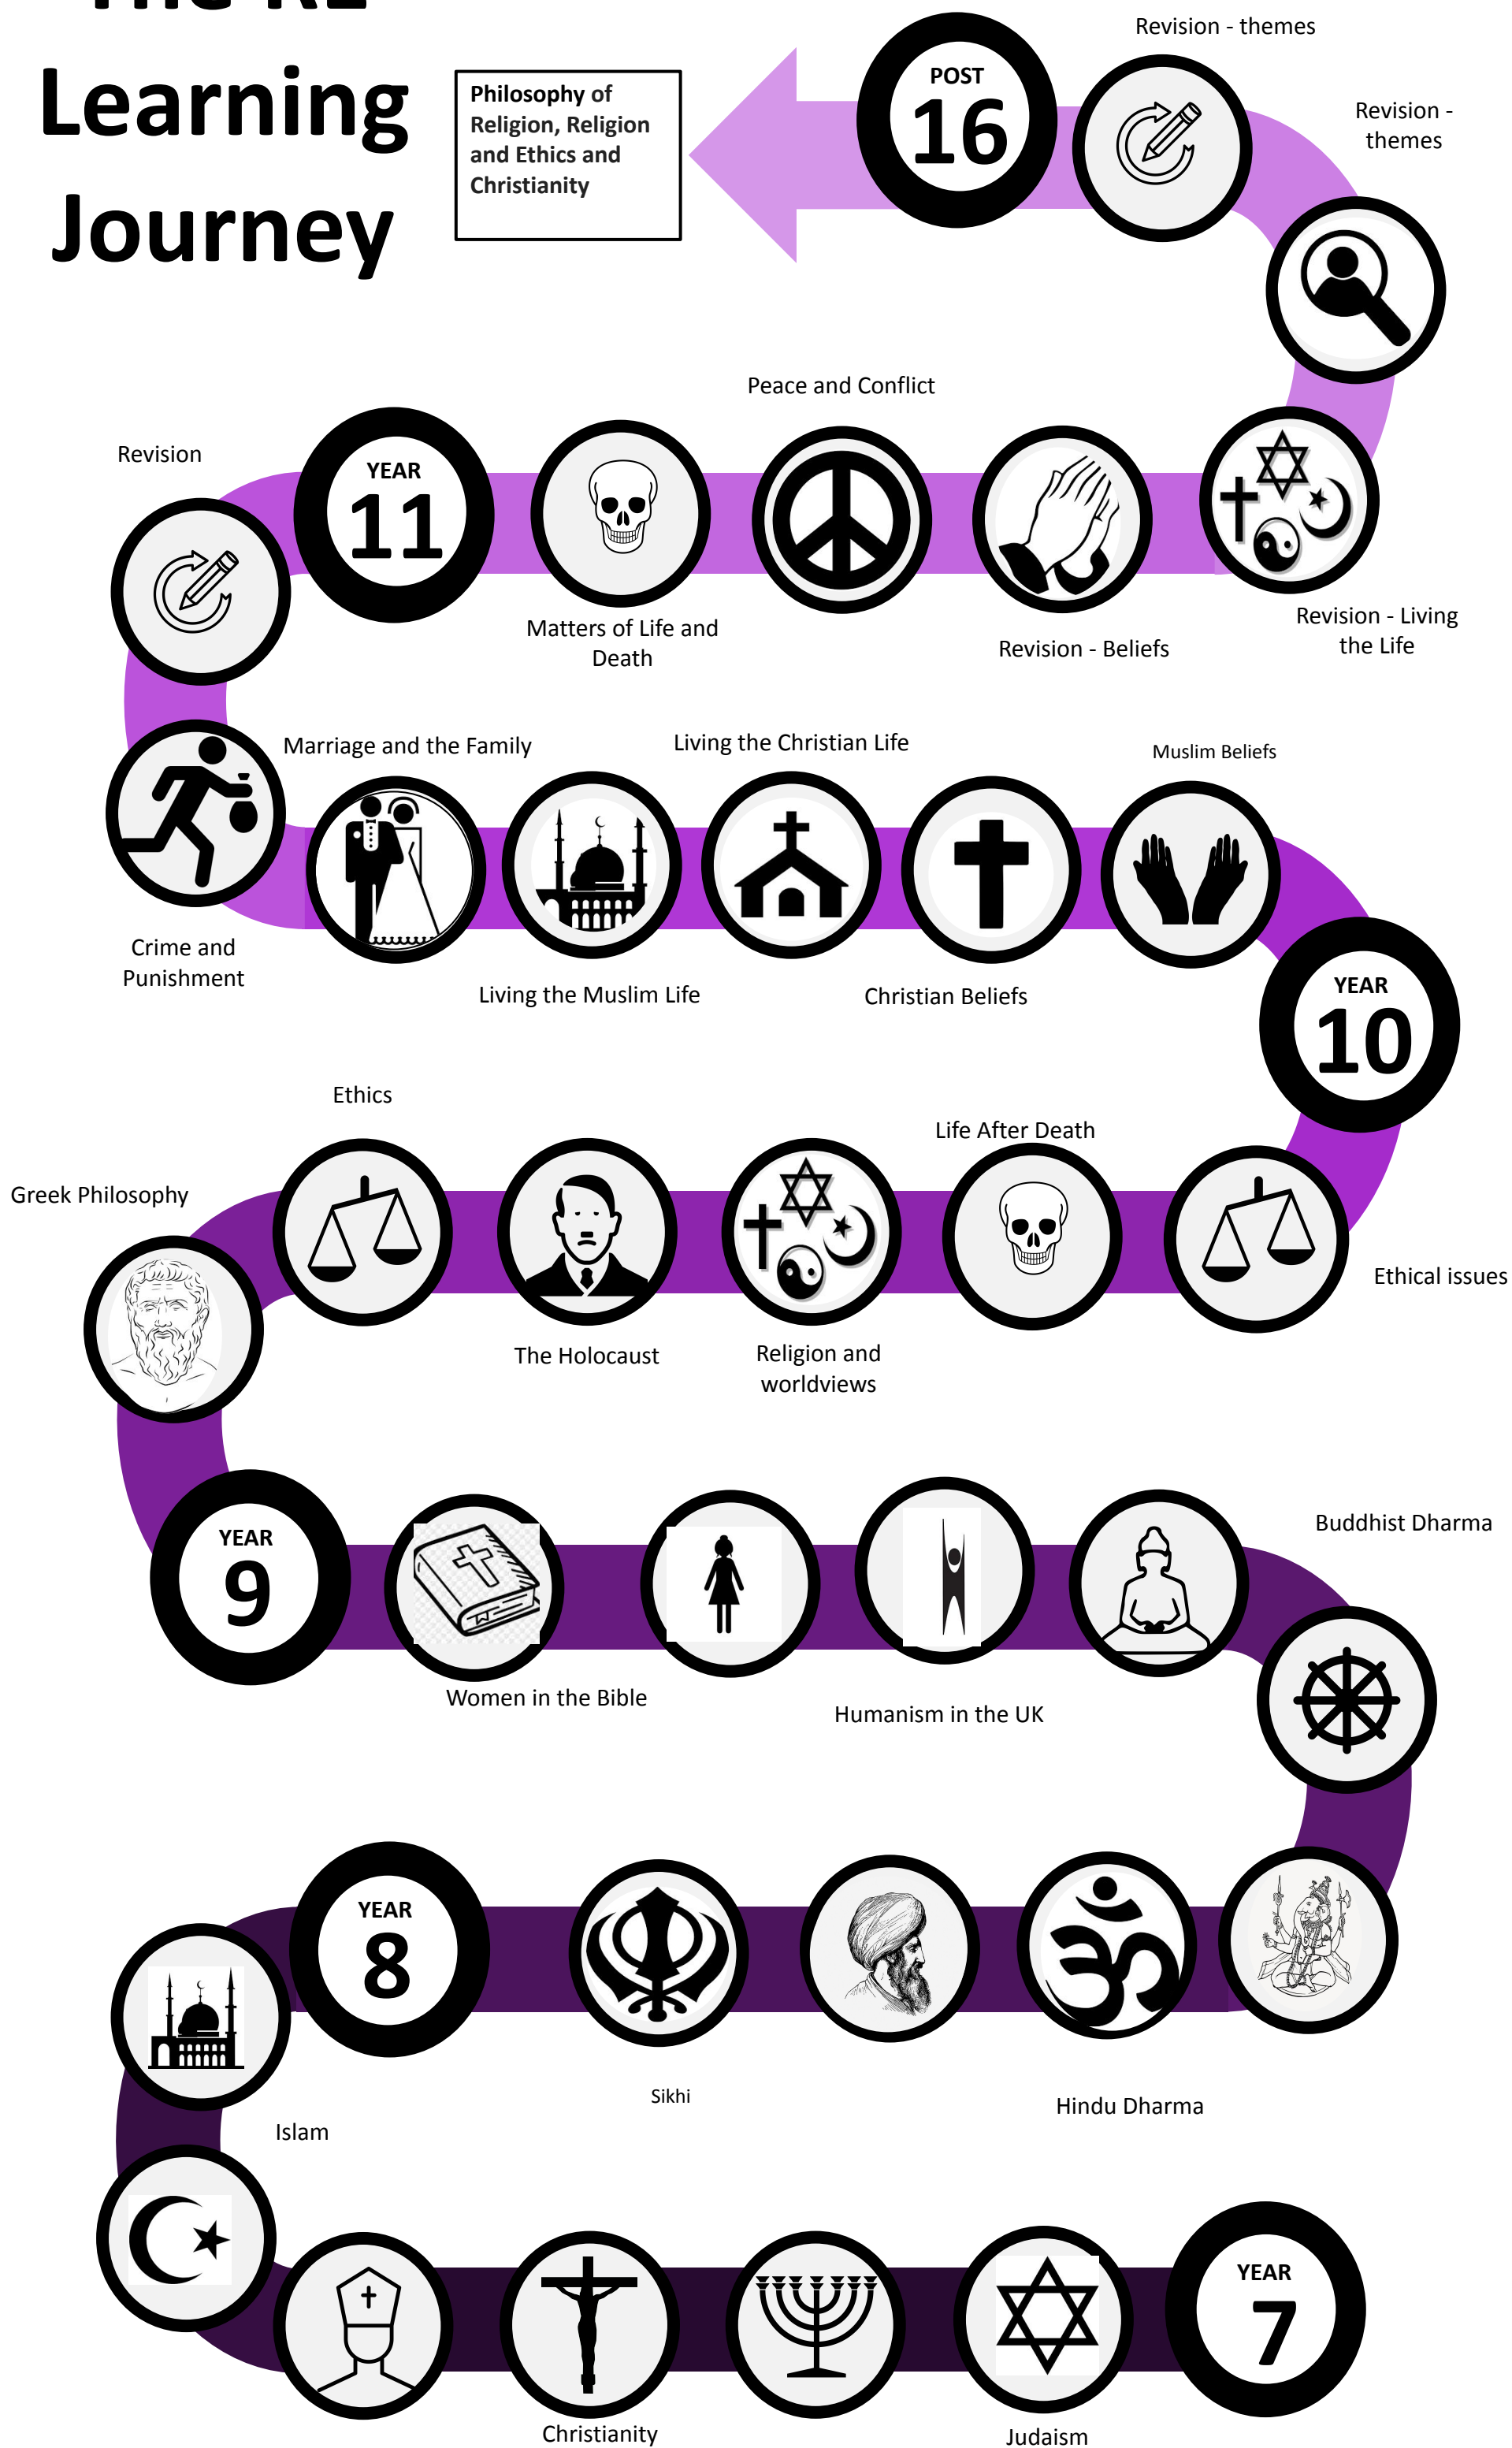 The RE
Learning
Journey
Philosophy of
Religion, Religion
and Ethics and
Christianity
POST
16
Revision - themes
Revision -
themes
Peace and Conflict
Revision
YEAR
11
Matters of Life and
Death
Revision - Beliefs
Revision - Living
the Life
Marriage and the Family
Living the Christian Life
Muslim Beliefs
Crime and
Punishment
Living the Muslim Life
Christian Beliefs
YEAR
10
Ethics
Life After Death
Greek Philosophy
Ethical issues
The Holocaust
Religion and
worldviews
YEAR
9
Buddhist Dharma
Women in the Bible
Humanism in the UK
YEAR
8
Sikhi
Hindu Dharma
Islam
YEAR
7
Christianity
Judaism